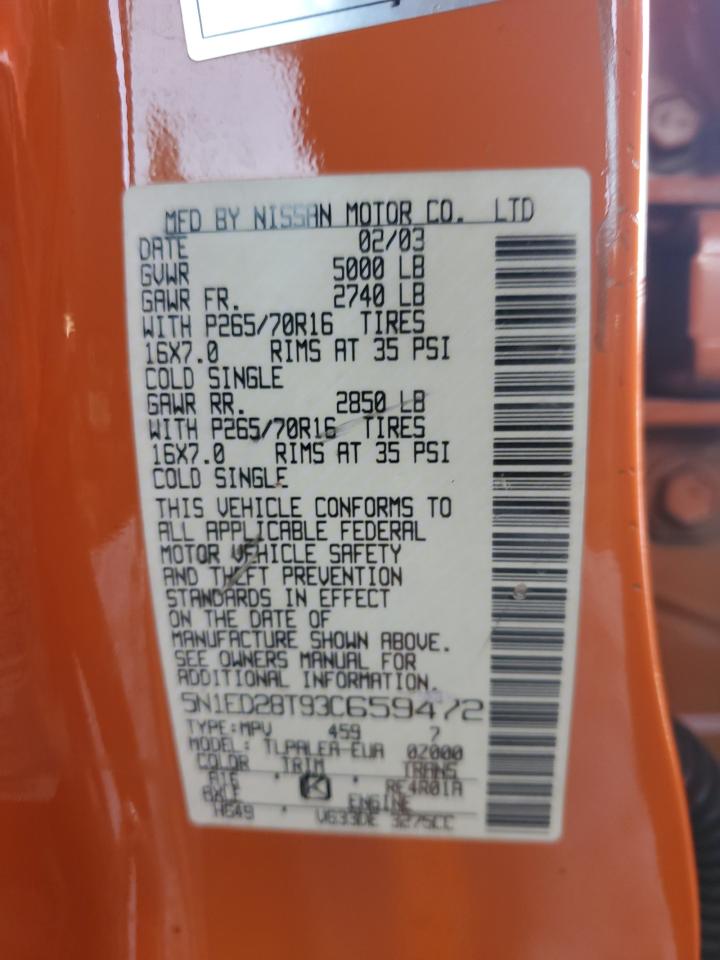 MFD BY NISSAN MOTOR CO. LTD
DATE 02/03
GVWR 5000 LB
GAWR FR. 2740 LB
WITH P265/70R16 TIRES
16X7.0 RIMS AT 35 PSI
COLD SINGLE
GAWR RR. 2850 LB
WITH P265/70R16 TIRES
16X7.0 RIMS AT 35 PSI
COLD SINGLE
THIS VEHICLE CONFORMS TO
ALL APPLICABLE FEDERAL
MOTOR VEHICLE SAFETY
AND THEFT PREVENTION
STANDARDS IN EFFECT
ON THE DATE OF
MANUFACTURE SHOWN ABOVE.
SEE OWNERS MANUAL FOR
ADDITIONAL INFORMATION.
5N1ED28T93C659472
TYPE:MPV 459 7
MODEL: TLPALEA-EUA 02000
COLOR TRIM TRANS
A16 K RE4R01A
AXLE ENGINE
H649 VG33DE 3275CC